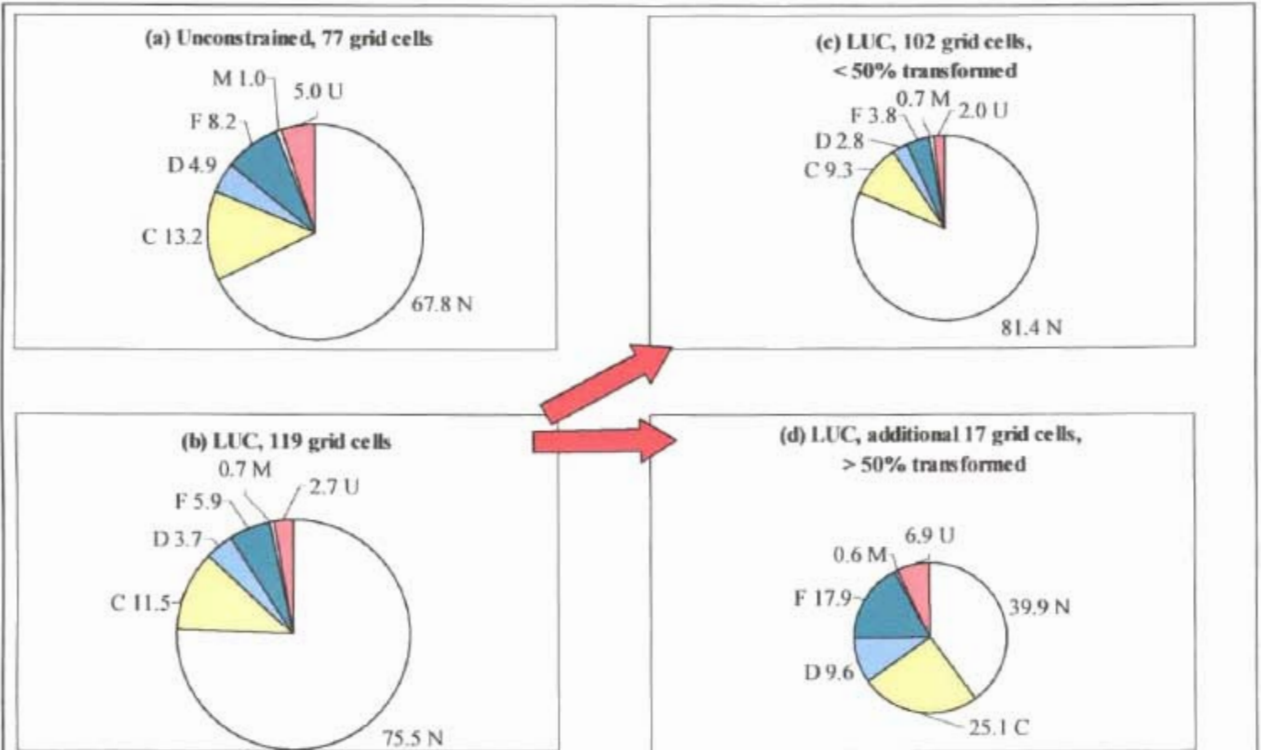 (a) Unconstrained, 77 grid cells
M 1.0
5.0 U
F 8.2
D 4.9
C 13.2
67.8 N
(c) LUC, 102 grid cells,
< 50% transformed
0.7 M
2.0 U
F 3.8
D 2.8
C 9.3
81.4 N
(b) LUC, 119 grid cells
0.7 M
2.7 U
F 5.9
D 3.7
C 11.5
75.5 N
(d) LUC, additional 17 grid cells,
> 50% transformed
6.9 U
0.6 M
F 17.9
39.9 N
D 9.6
25.1 C